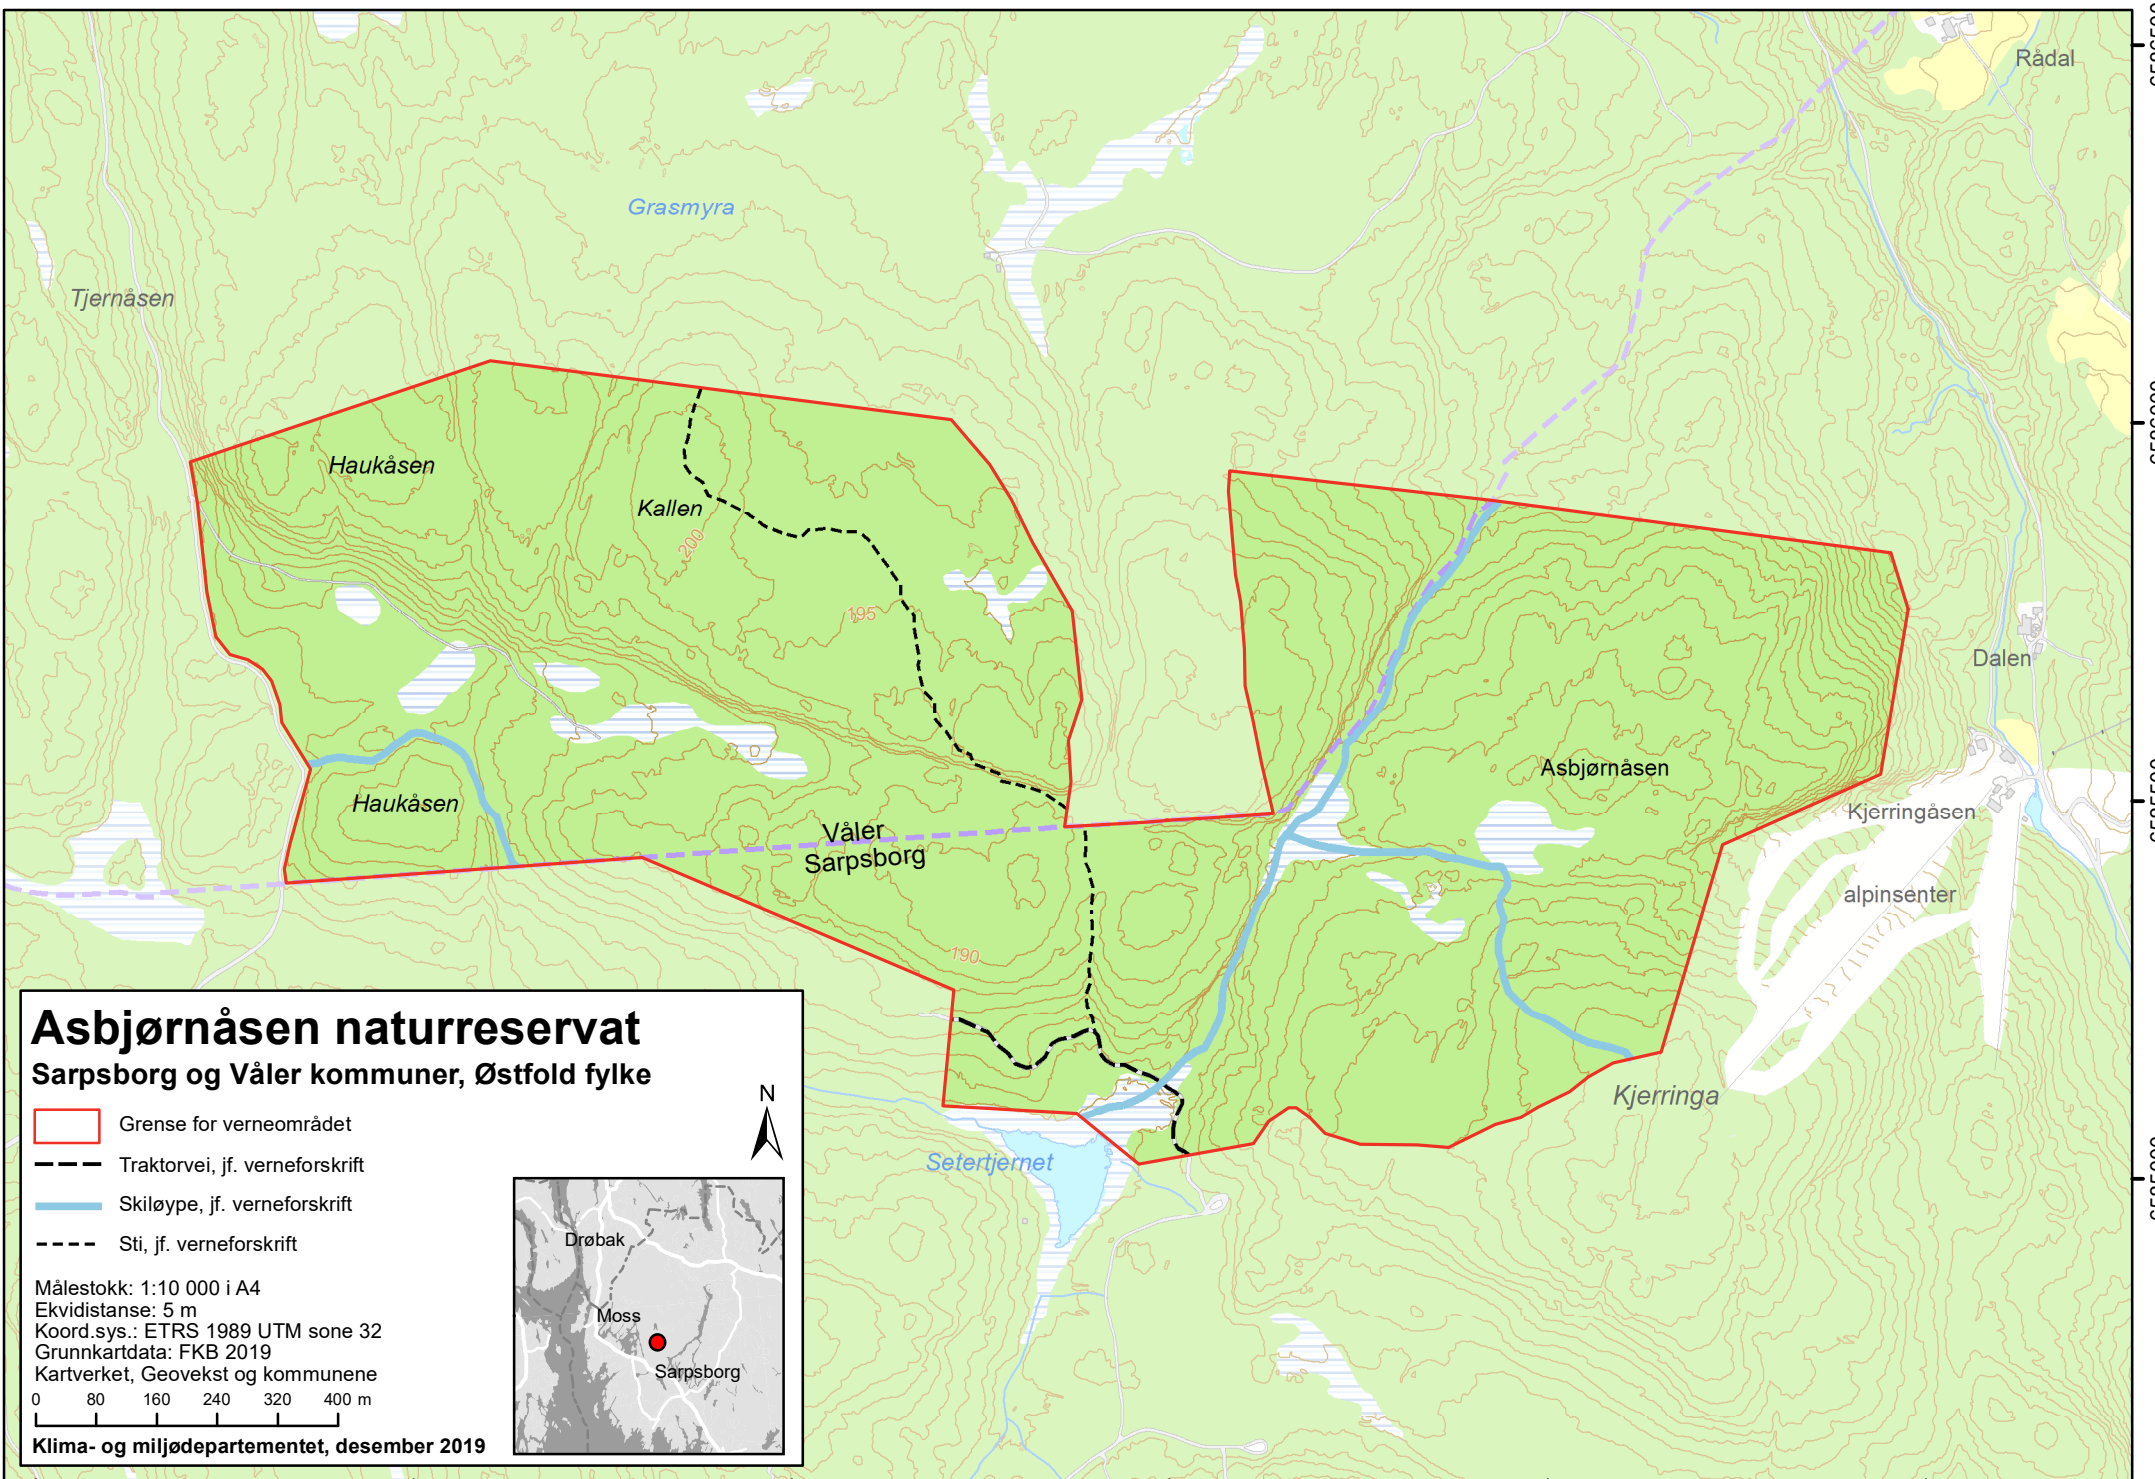 Rådal
Grasmyra
Tjernåsen
Haukåsen
Kallen
200
195
Dalen
Asbjørnåsen
Haukåsen
Kjerringåsen
Våler
Sarpsborg
alpinsenter
190
Kjerringa
Setertjernet
Asbjørnåsen naturreservat
Sarpsborg og Våler kommuner, Østfold fylke
N
Grense for verneområdet
Traktorvei, jf. verneforskrift
Skiløype, jf. verneforskrift
Sti, jf. verneforskrift
Målestokk: 1:10 000 i A4
Ekvidistanse: 5 m
Koord.sys.: ETRS 1989 UTM sone 32
Grunnkartdata: FKB 2019
Kartverket, Geovekst og kommunene
0 80 160 240 320 400 m
Klima- og miljødepartementet, desember 2019
Drøbak
Moss
Sarpsborg